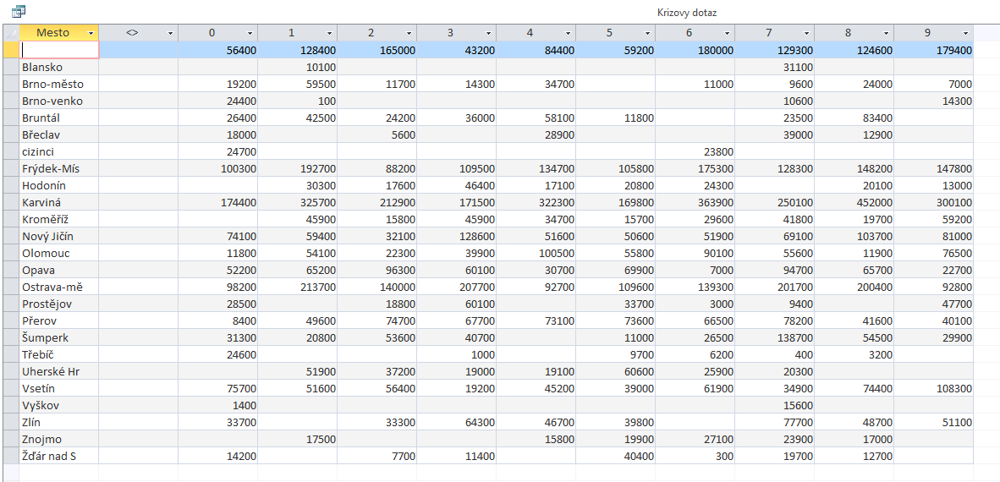 Krizovy dotaz
Mesto <> 0 1 2 3 4 5 6 7 8 9
56400 128400 165000 43200 84400 59200 180000 129300 124600 179400
Blansko 10100 31100
Brno-město 19200 59500 11700 14300 34700 11000 9600 24000 7000
Brno-venko 24400 100 10600 14300
Bruntál 26400 42500 24200 36000 58100 11800 23500 83400
Břeclav 18000 5600 28900 39000 12900
cizinci 24700 23800
Frýdek-Mís 100300 192700 88200 109500 134700 105800 175300 128300 148200 147800
Hodonín 30300 17600 46400 17100 20800 24300 20100 13000
Karviná 174400 325700 212900 171500 322300 169800 363900 250100 452000 300100
Kroměříž 45900 15800 45900 34700 15700 29600 41800 19700 59200
Nový Jičín 74100 59400 32100 128600 51600 50600 51900 69100 103700 81000
Olomouc 11800 54100 22300 39900 100500 55800 90100 55600 11900 76500
Opava 52200 65200 96300 60100 30700 69900 7000 94700 65700 22700
Ostrava-mě 98200 213700 140000 207700 92700 109600 139300 201700 200400 92800
Prostějov 28500 18800 60100 33700 3000 9400 47700
Přerov 8400 49600 74700 67700 73100 73600 66500 78200 41600 40100
Šumperk 31300 20800 53600 40700 11000 26500 138700 54500 29900
Třebíč 24600 1000 9700 6200 400 3200
Uherské Hr 51900 37200 19000 19100 60600 25900 20300
Vsetín 75700 51600 56400 19200 45200 39000 61900 34900 74400 108300
Vyškov 1400 15600
Zlín 33700 33300 64300 46700 39800 77700 48700 51100
Znojmo 17500 15800 19900 27100 23900 17000
Žďár nad S 14200 7700 11400 40400 300 19700 12700